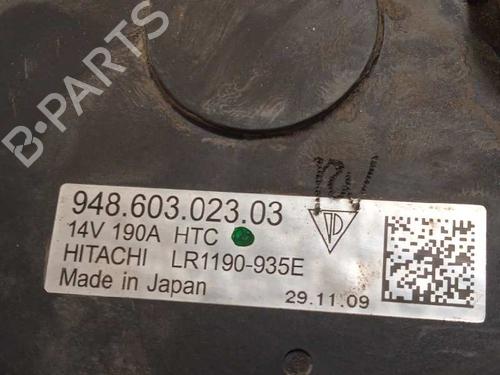 B-PARTS
948.603.023.03
14V 190A HTC
HITACHI LR1190-935E
Made in Japan
29.11.09